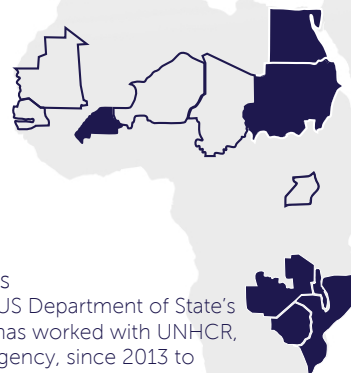 s
US Department of State's
has worked with UNHCR,
gency, since 2013 to